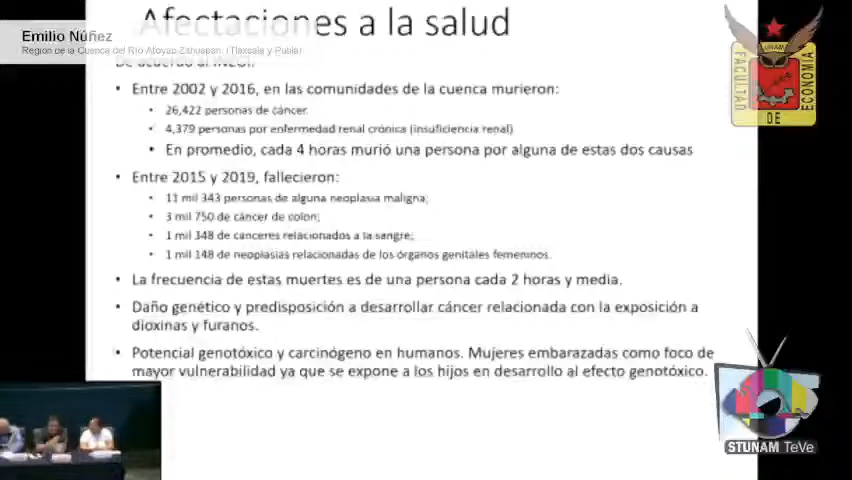 Afectaciones a la salud
Emilio Núñez
Región de la Cuenca del Río Atoyac Zahuapan, (Tlaxcala y Puebla)
De acuerdo al INEGI:
• Entre 2002 y 2016, en las comunidades de la cuenca murieron:
• 26,422 personas de cáncer.
• 4,379 personas por enfermedad renal crónica (insuficiencia renal)
• En promedio, cada 4 horas murió una persona por alguna de estas dos causas
• Entre 2015 y 2019, fallecieron:
• 11 mil 343 personas de alguna neoplasia maligna;
• 3 mil 750 de cáncer de colon;
• 1 mil 348 de cánceres relacionados a la sangre;
• 1 mil 148 de neoplasias relacionadas de los órganos genitales femeninos.
• La frecuencia de estas muertes es de una persona cada 2 horas y media.
• Daño genético y predisposición a desarrollar cáncer relacionada con la exposición a
dioxinas y furanos.
• Potencial genotóxico y carcinógeno en humanos. Mujeres embarazadas como foco de
mayor vulnerabilidad ya que se expone a los hijos en desarrollo al efecto genotóxico.
UNAM
FACULTAD
DE
ECONOMIA
STUNAM TeVe